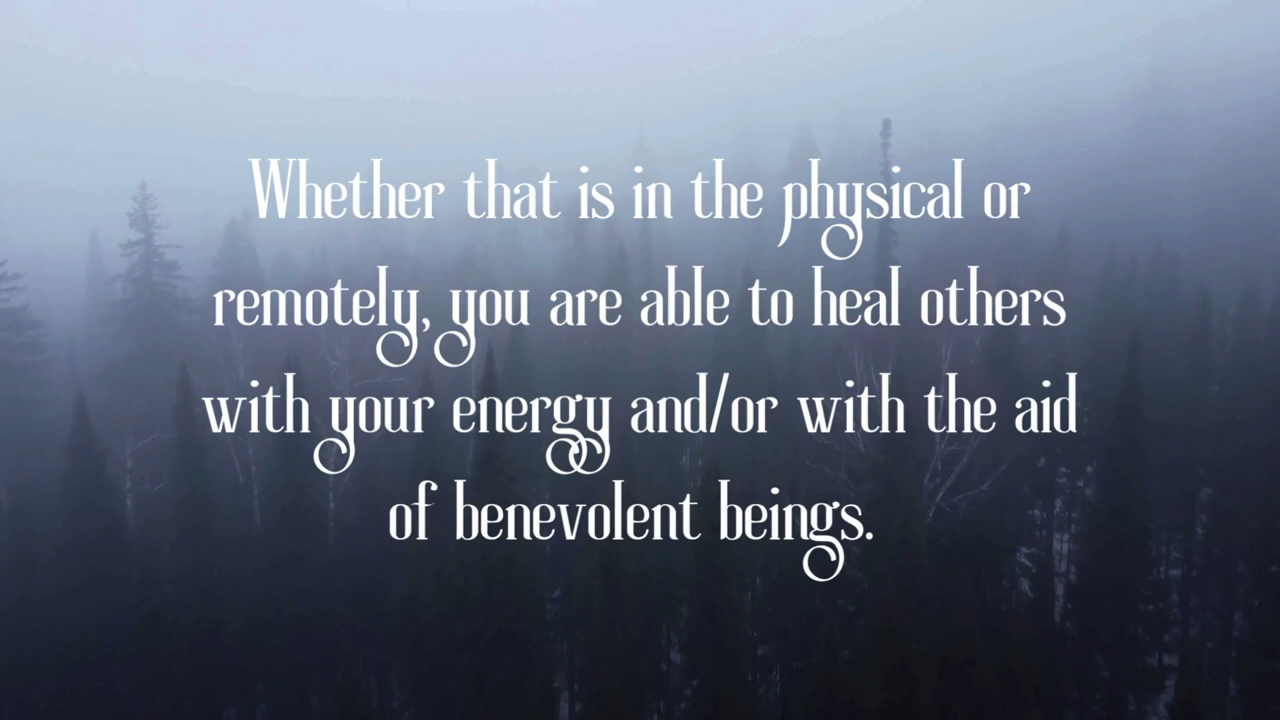 Whether that is in the physical or
remotely, you are able to heal others
with your energy and/or with the aid
of benevolent beings.